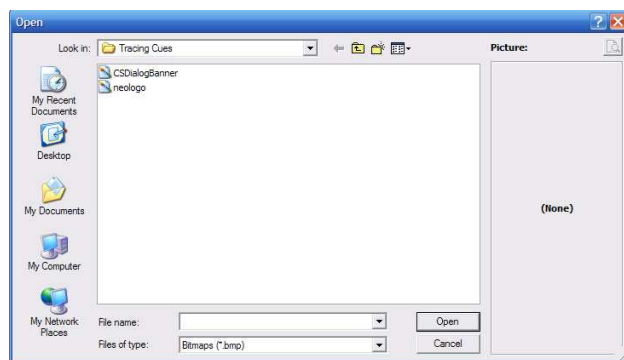 Open
Look in:
Tracing Cues
Picture:
CSDialogBanner
neologo
My Recent
Documents
Desktop
My Documents
My Computer
My Network
Places
(None)
File name:
Open
Files of type:
Bitmaps (*.bmp)
Cancel